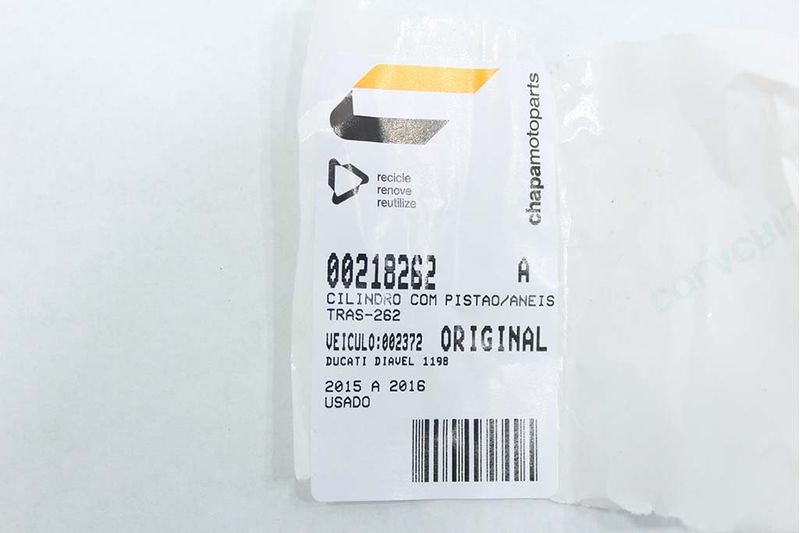 chapamotoparts
recicle
renove
reutilize
00218262 A
CILINDRO COM PISTAO/ANEIS
TRAS-262
VEICULO:002372 ORIGINAL
DUCATI DIAVEL 1198
2015 A 2016
USADO